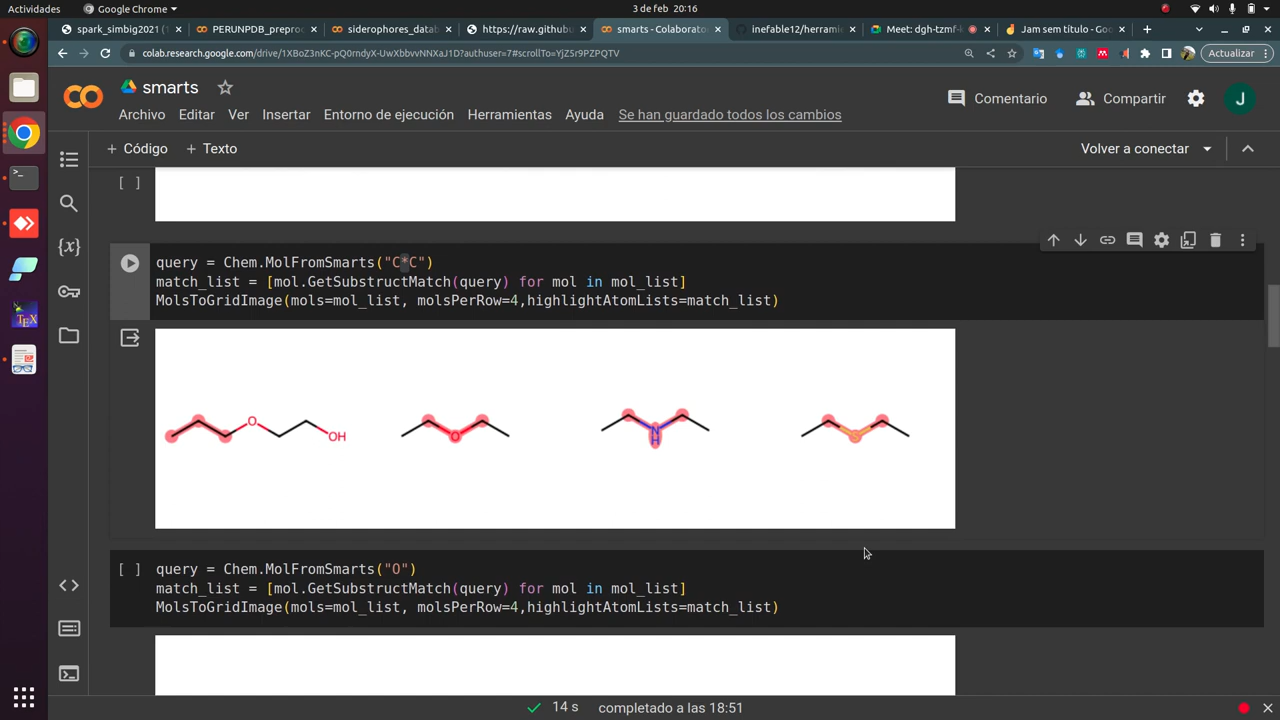 Actividades Google Chrome 3 de feb 20:16
spark_simbig2021 ( PERUNPDB_preproc siderophores_datab https://raw.githubu smarts - Colaborato inefable12/herramie Meet: dgh-tzmf- Jam sem título - Goo
colab.research.google.com/drive/1XBoZ3nKC-pQ0rndyX-UwXbbvvNNXaJ1D?authuser=7#scrollTo=YjZ5r9PZPQTV Actualizar
smarts Comentario Compartir J
Archivo Editar Ver Insertar Entorno de ejecución Herramientas Ayuda Se han guardado todos los cambios
+ Código + Texto Volver a conectar
[ ]
query = Chem.MolFromSmarts("C*C")
match_list = [mol.GetSubstructMatch(query) for mol in mol_list]
MolsToGridImage(mols=mol_list, molsPerRow=4,highlightAtomLists=match_list)
{x}
TEX
O OH O N H S
[ ] query = Chem.MolFromSmarts("O")
match_list = [mol.GetSubstructMatch(query) for mol in mol_list]
MolsToGridImage(mols=mol_list, molsPerRow=4,highlightAtomLists=match_list)
14 s completado a las 18:51